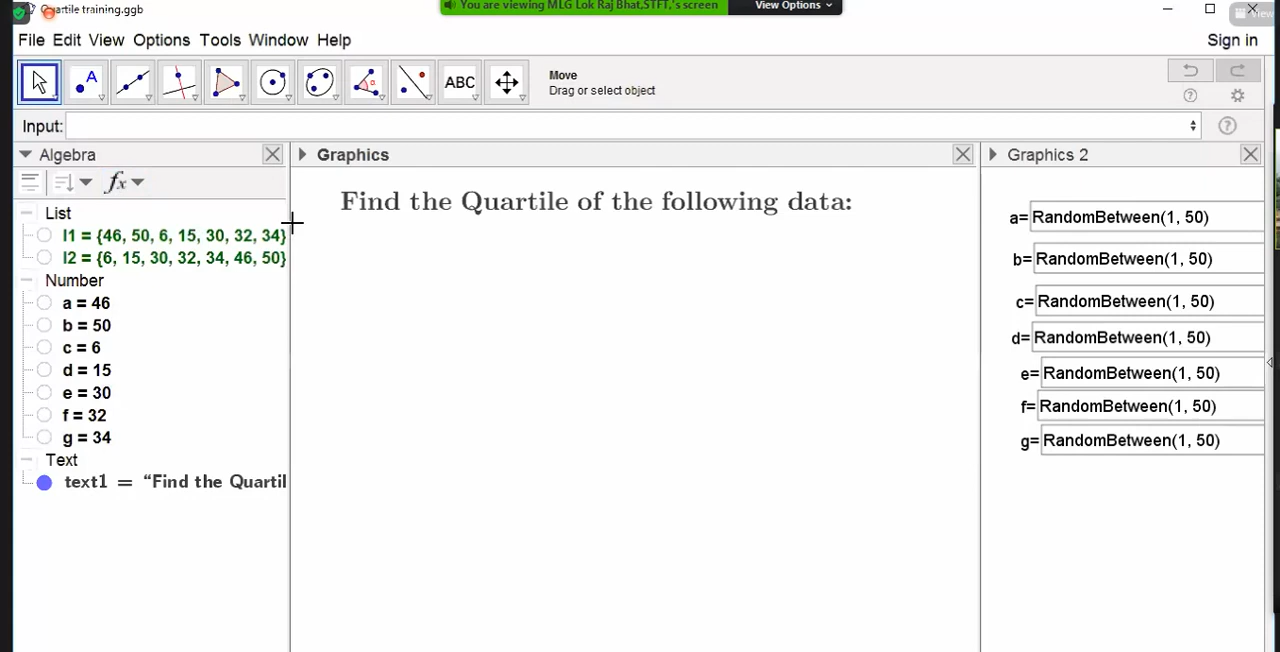 Quartile training.ggb
You are viewing MLG Lok Raj Bhat,STFT,'s screen
View Options
View
File Edit View Options Tools Window Help
Sign in
A
ABC
Move
Drag or select object
Input:
Algebra
Graphics
Graphics 2
fx
List
l1 = {46, 50, 6, 15, 30, 32, 34}
l2 = {6, 15, 30, 32, 34, 46, 50}
Number
a = 46
b = 50
c = 6
d = 15
e = 30
f = 32
g = 34
Text
text1 = “Find the Quartil
Find the Quartile of the following data:
a= RandomBetween(1, 50)
b= RandomBetween(1, 50)
c= RandomBetween(1, 50)
d= RandomBetween(1, 50)
e= RandomBetween(1, 50)
f= RandomBetween(1, 50)
g= RandomBetween(1, 50)